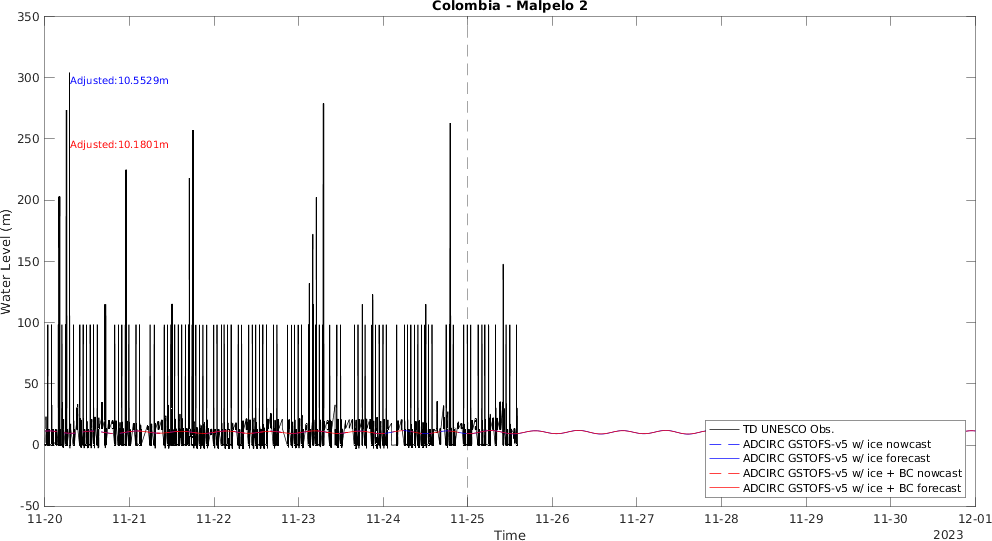 Colombia - Malpelo 2
350
300
250
200
150
100
50
0
-50
Water Level (m)
Adjusted:10.5529m
Adjusted:10.1801m
TD UNESCO Obs.
ADCIRC GSTOFS-v5 w/ ice nowcast
ADCIRC GSTOFS-v5 w/ ice forecast
ADCIRC GSTOFS-v5 w/ ice + BC nowcast
ADCIRC GSTOFS-v5 w/ ice + BC forecast
11-20 11-21 11-22 11-23 11-24 11-25 11-26 11-27 11-28 11-29 11-30 12-01
Time
2023